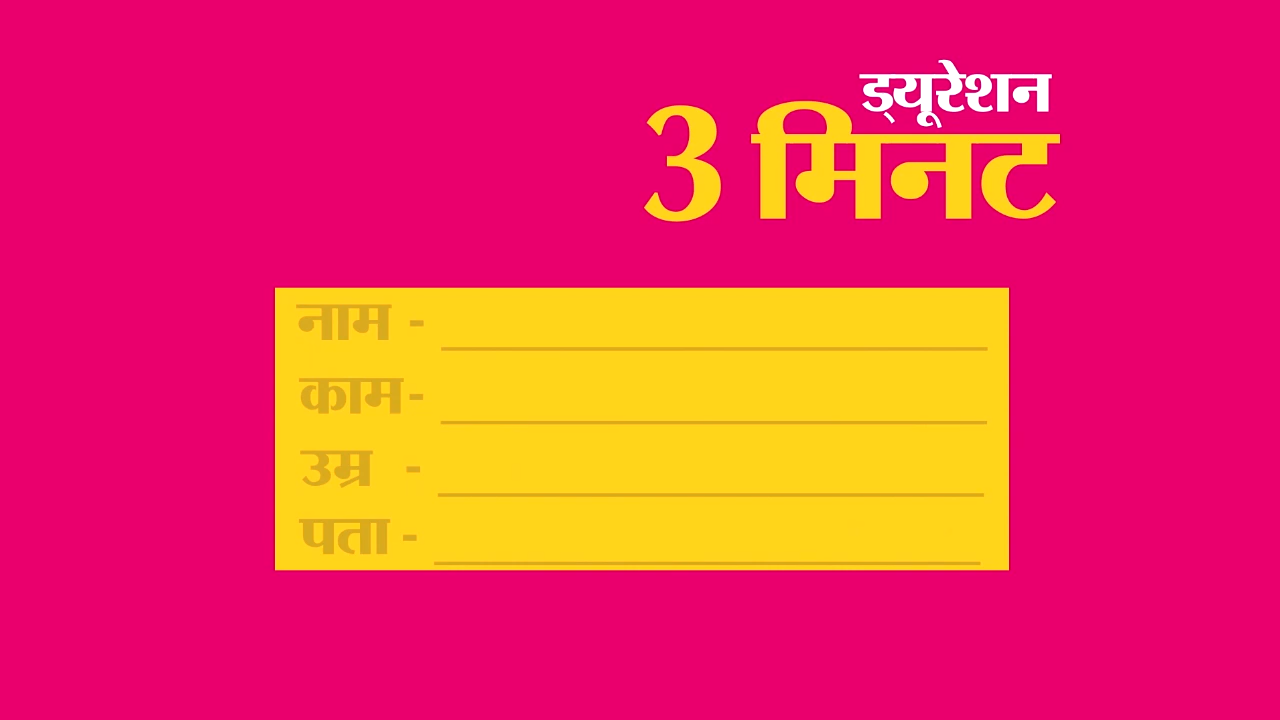 ड्यूरेशन
3 मिनट
नाम -
काम -
उम्र -
पता -